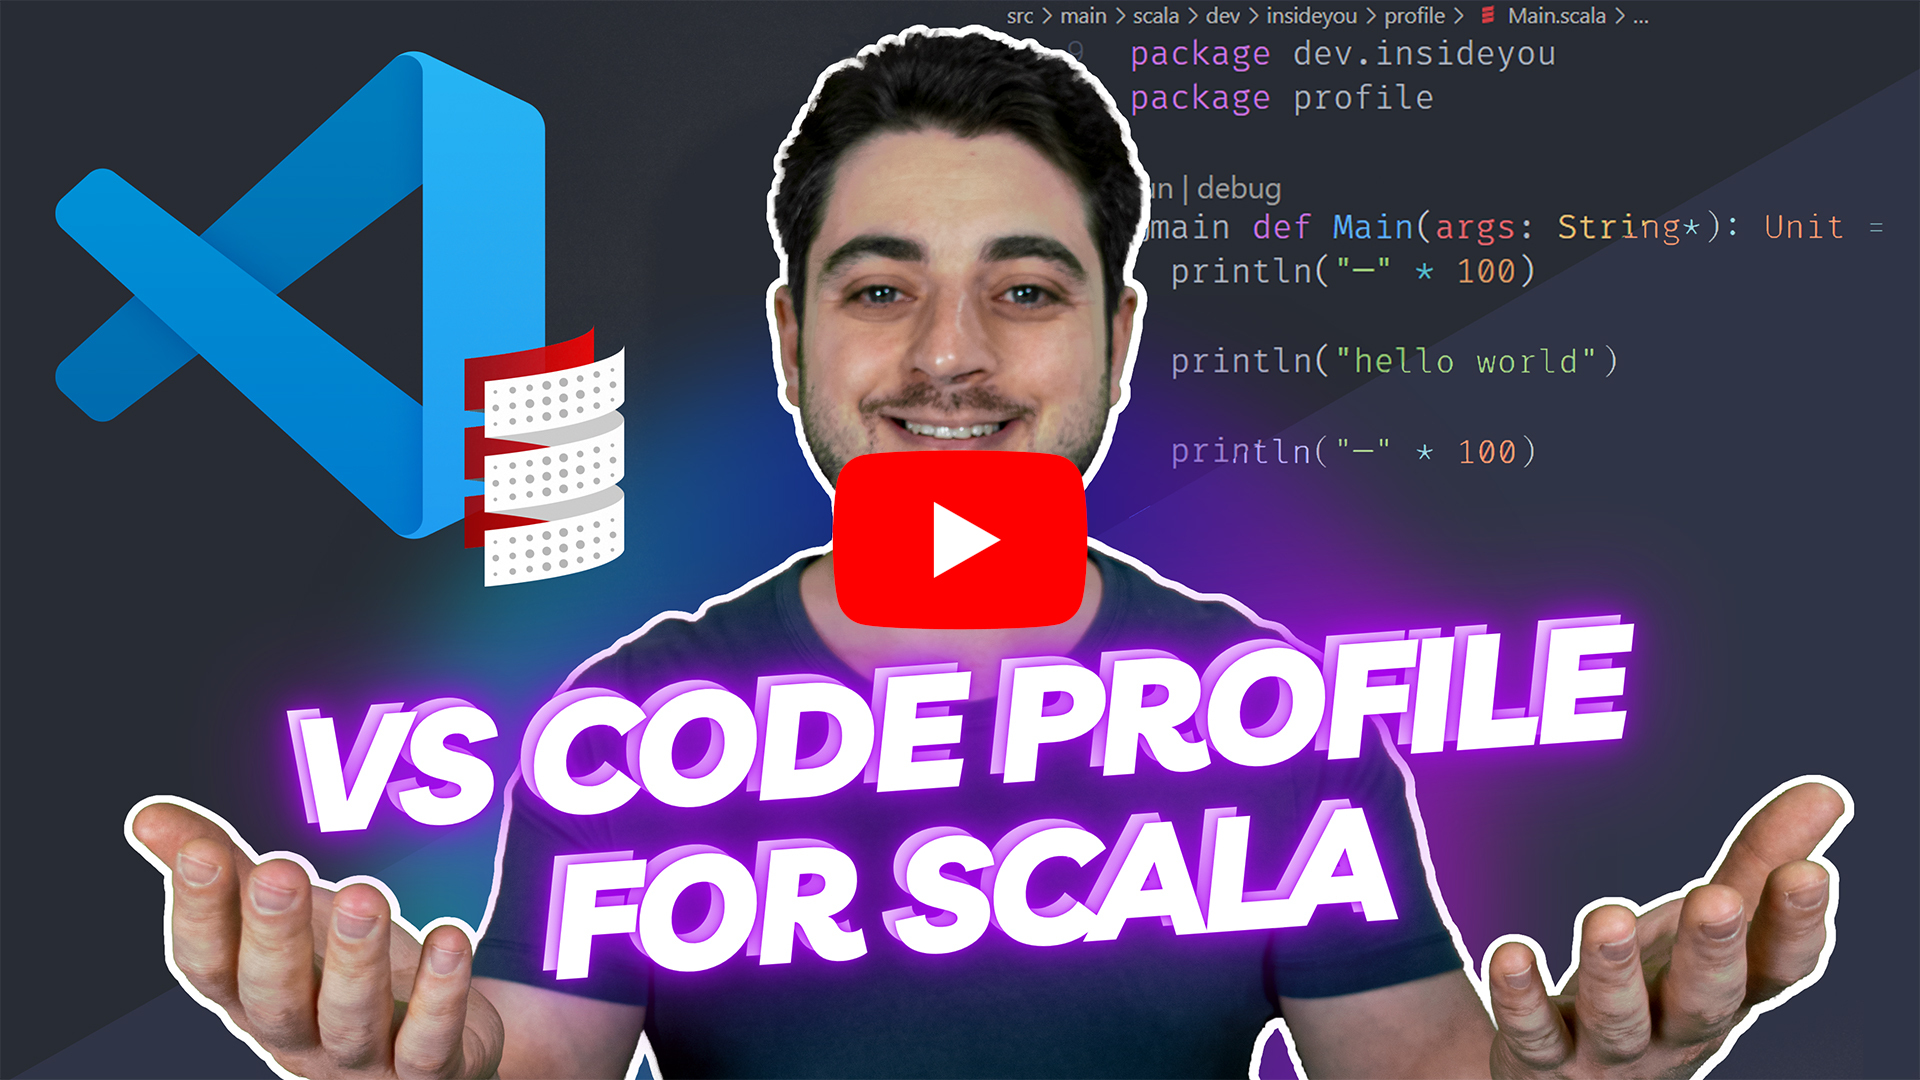 src > main > scala > dev > insideyou > profile > Main.scala > ...
9 package dev.insideyou
package profile
| debug
main def Main(args: String*): Unit =
println("—" * 100)
println("hello world")
println("—" * 100)
VS CODE PROFILE
FOR SCALA